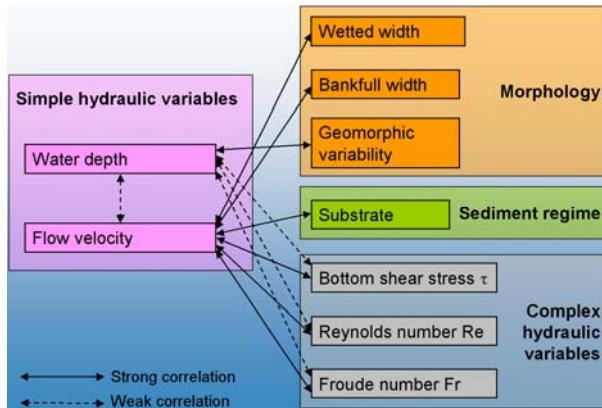 Simple hydraulic variables
Water depth
Flow velocity
Wetted width
Bankfull width
Geomorphic
variability
Morphology
Substrate
Sediment regime
Bottom shear stress τ
Reynolds number Re
Froude number Fr
Complex
hydraulic
variables
Strong correlation
Weak correlation